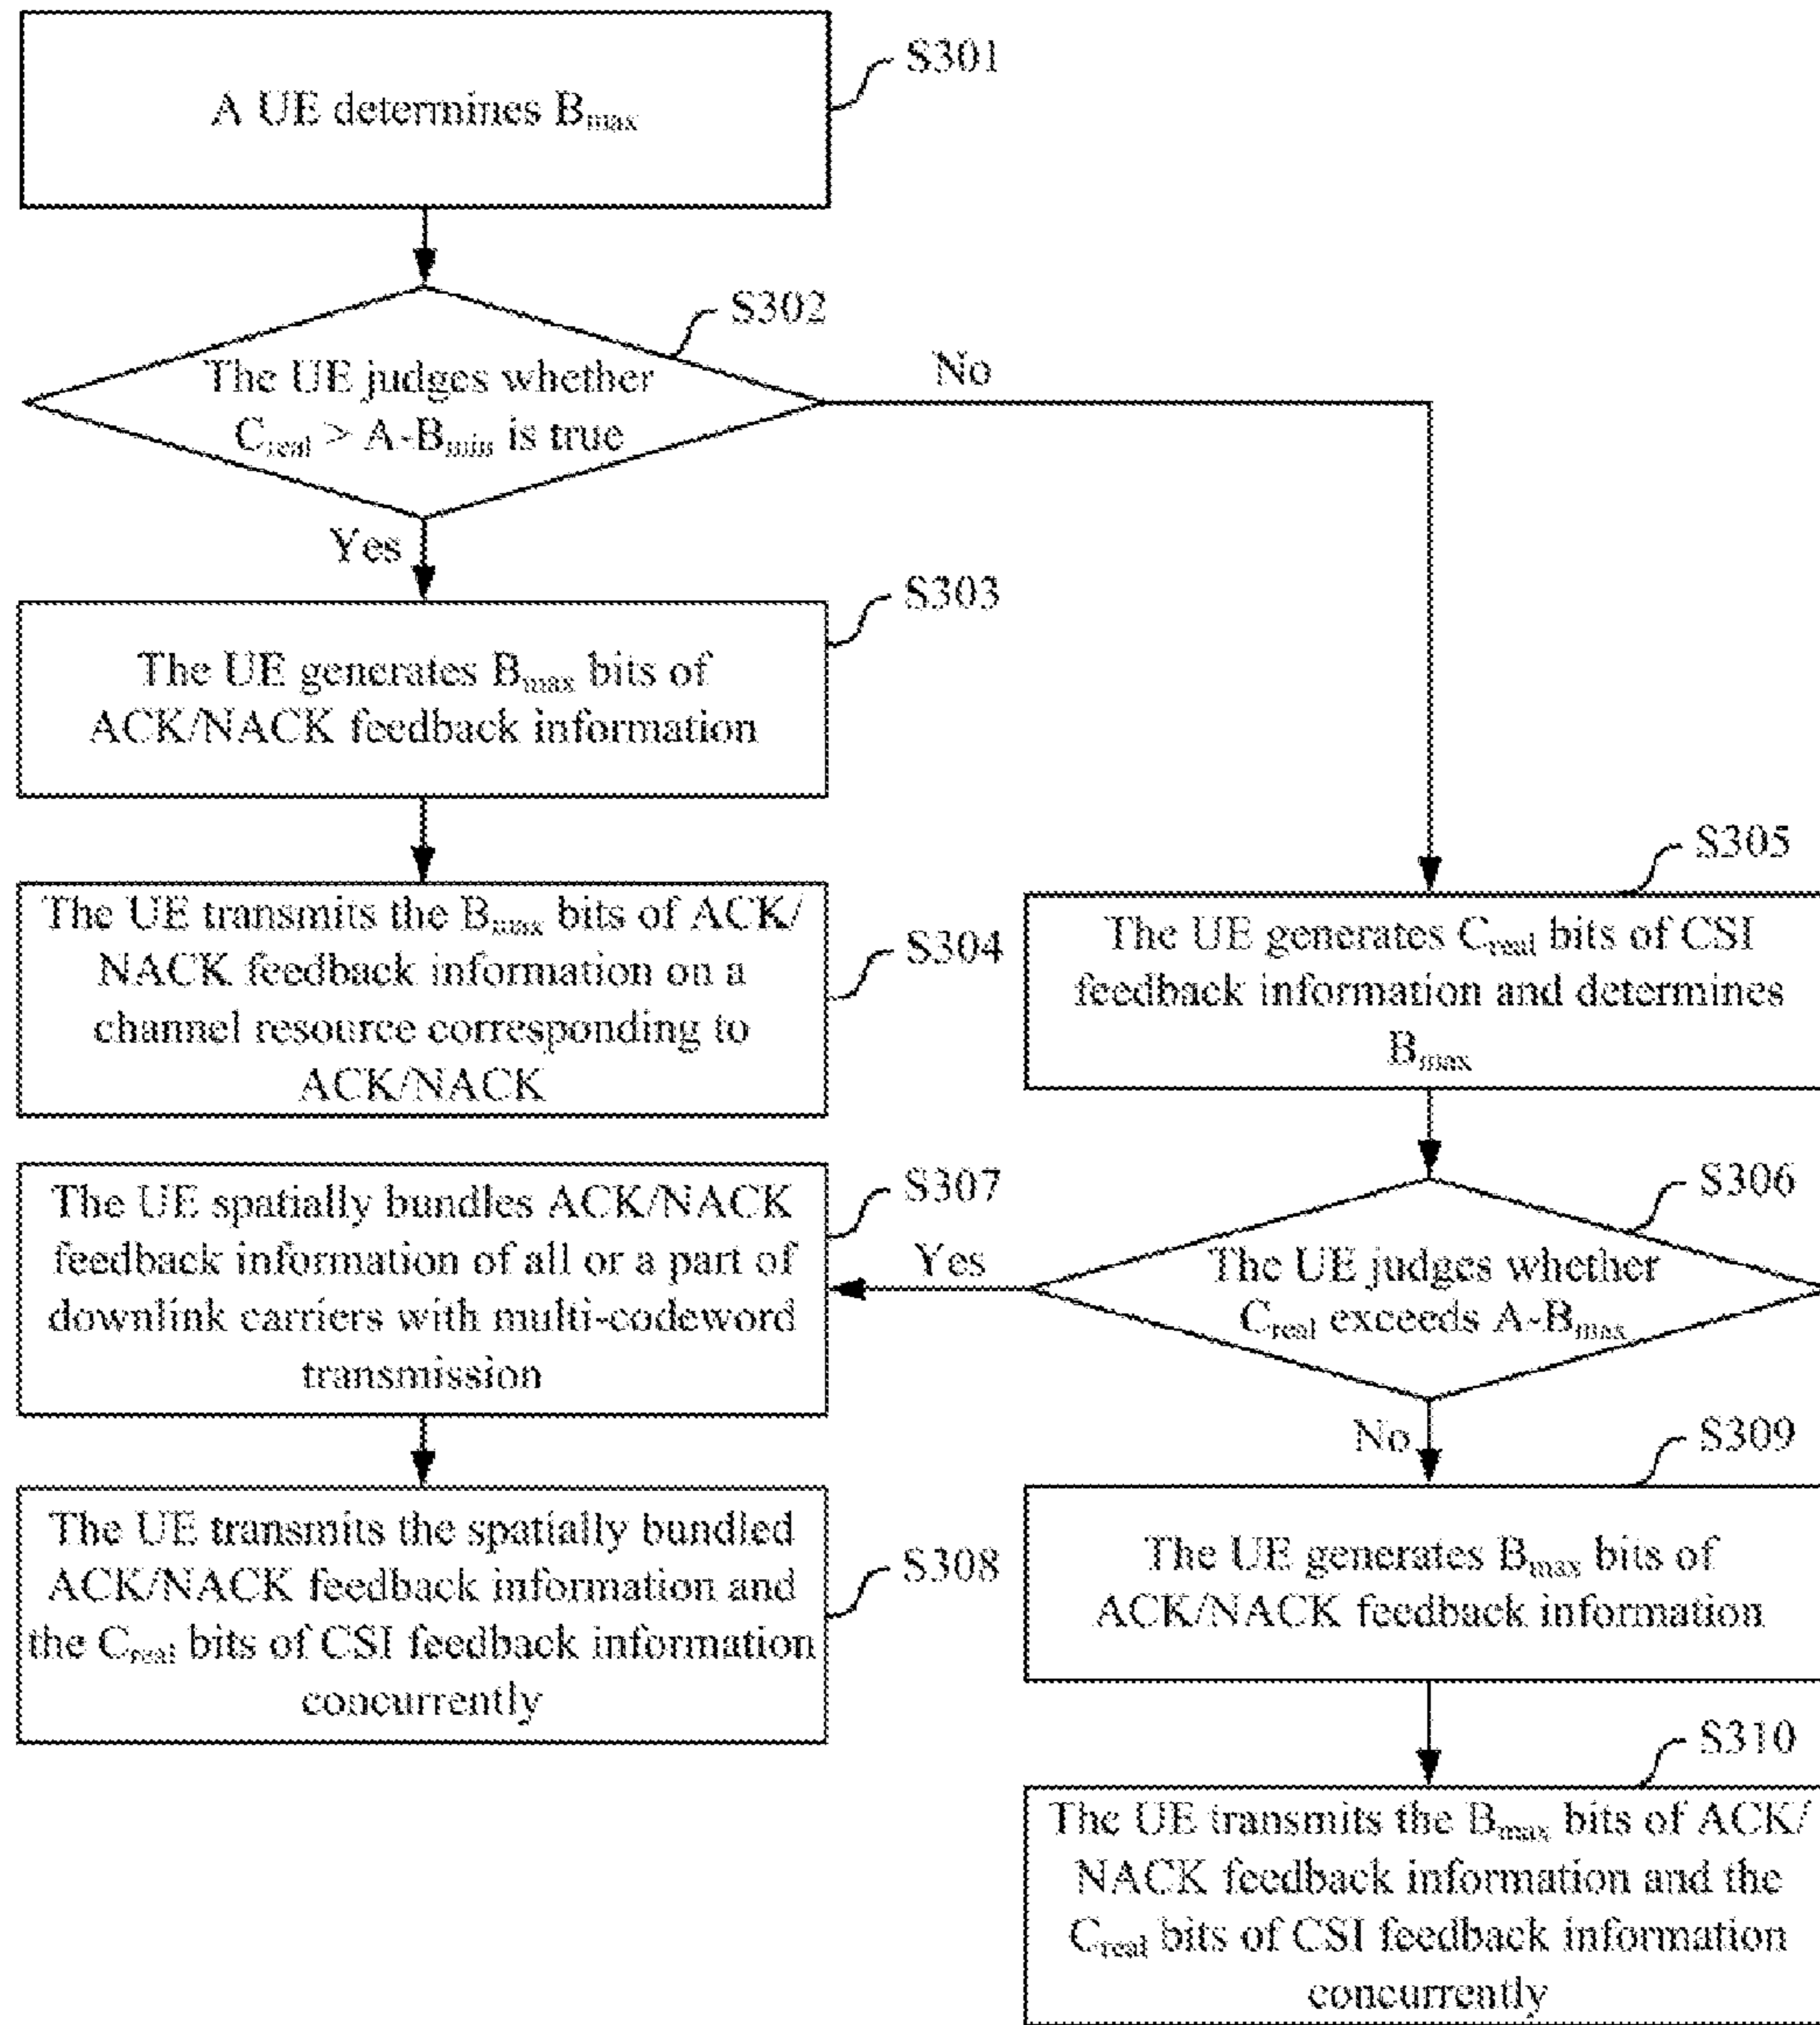 A UE determines Bmax
S301
S302
The UE judges whether
Creal > A-Bmin is true
No
Yes
S303
The UE generates Bmax bits of
ACK/NACK feedback information
The UE transmits the Bmax bits of ACK/
NACK feedback information on a
channel resource corresponding to
ACK/NACK
S304
S305
The UE generates Creal bits of CSI
feedback information and determines
Bmax
S306
The UE judges whether
Creal exceeds A-Bmax
Yes
No
S307
The UE spatially bundles ACK/NACK
feedback information of all or a part of
downlink carriers with multi-codeword
transmission
The UE transmits the spatially bundled
ACK/NACK feedback information and
the Creal bits of CSI feedback information
concurrently
S308
S309
The UE generates Bmax bits of
ACK/NACK feedback information
S310
The UE transmits the Bmax bits of ACK/
NACK feedback information and the
Creal bits of CSI feedback information
concurrently